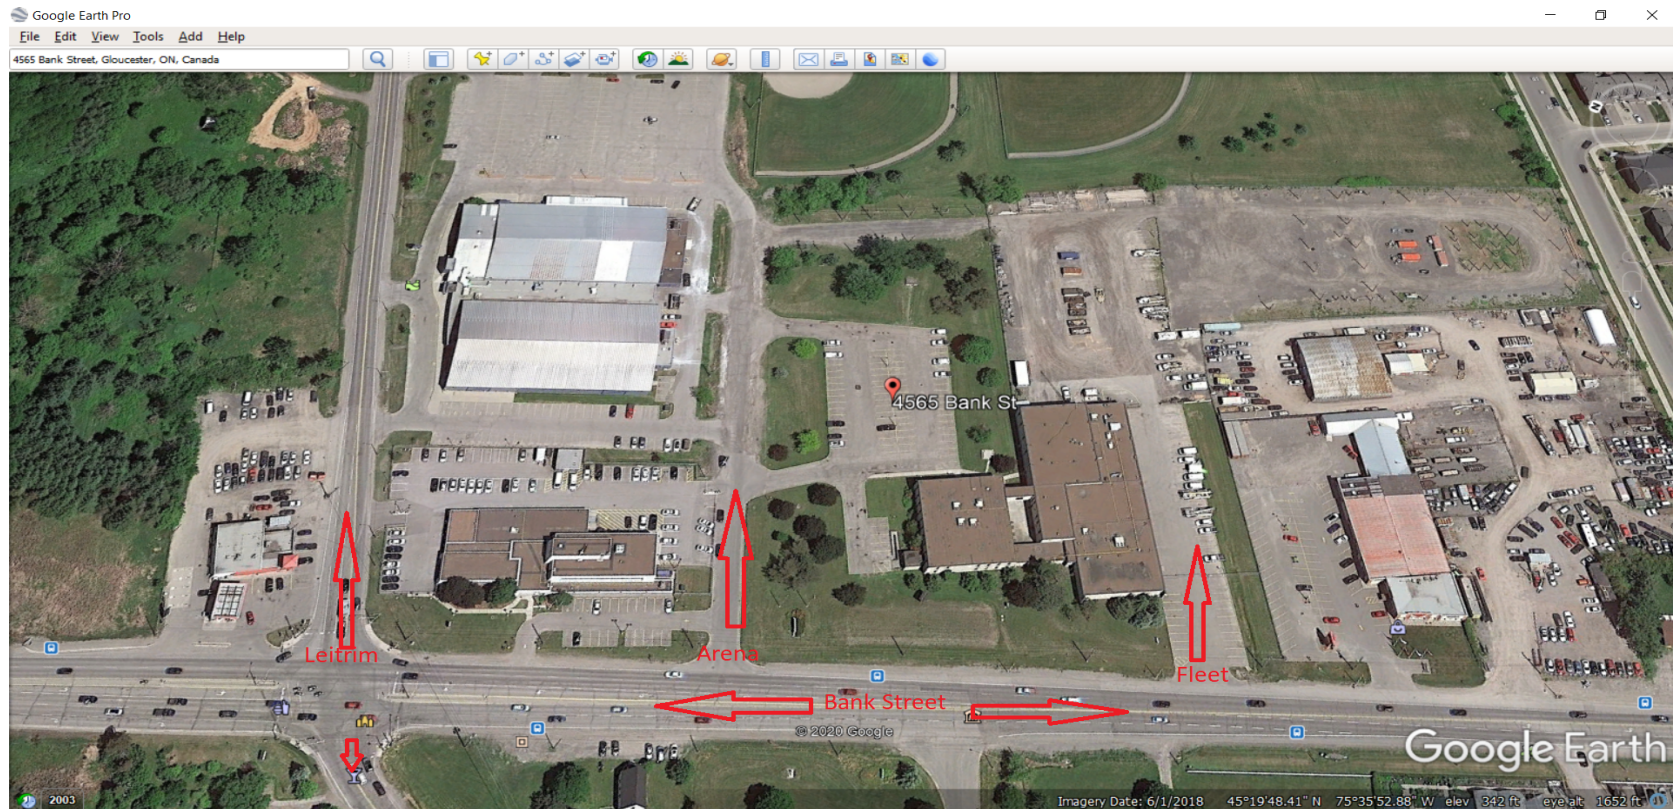 Google Earth Pro
File Edit View Tools Add Help
4565 Bank Street, Gloucester, ON, Canada
N
4565 Bank St
Leitrim
Arena
Fleet
Bank Street
© 2020 Google
Google Earth
2003
Imagery Date: 6/1/2018 45°19'48.41" N 75°35'52.88" W elev 342 ft eye alt 1652 ft